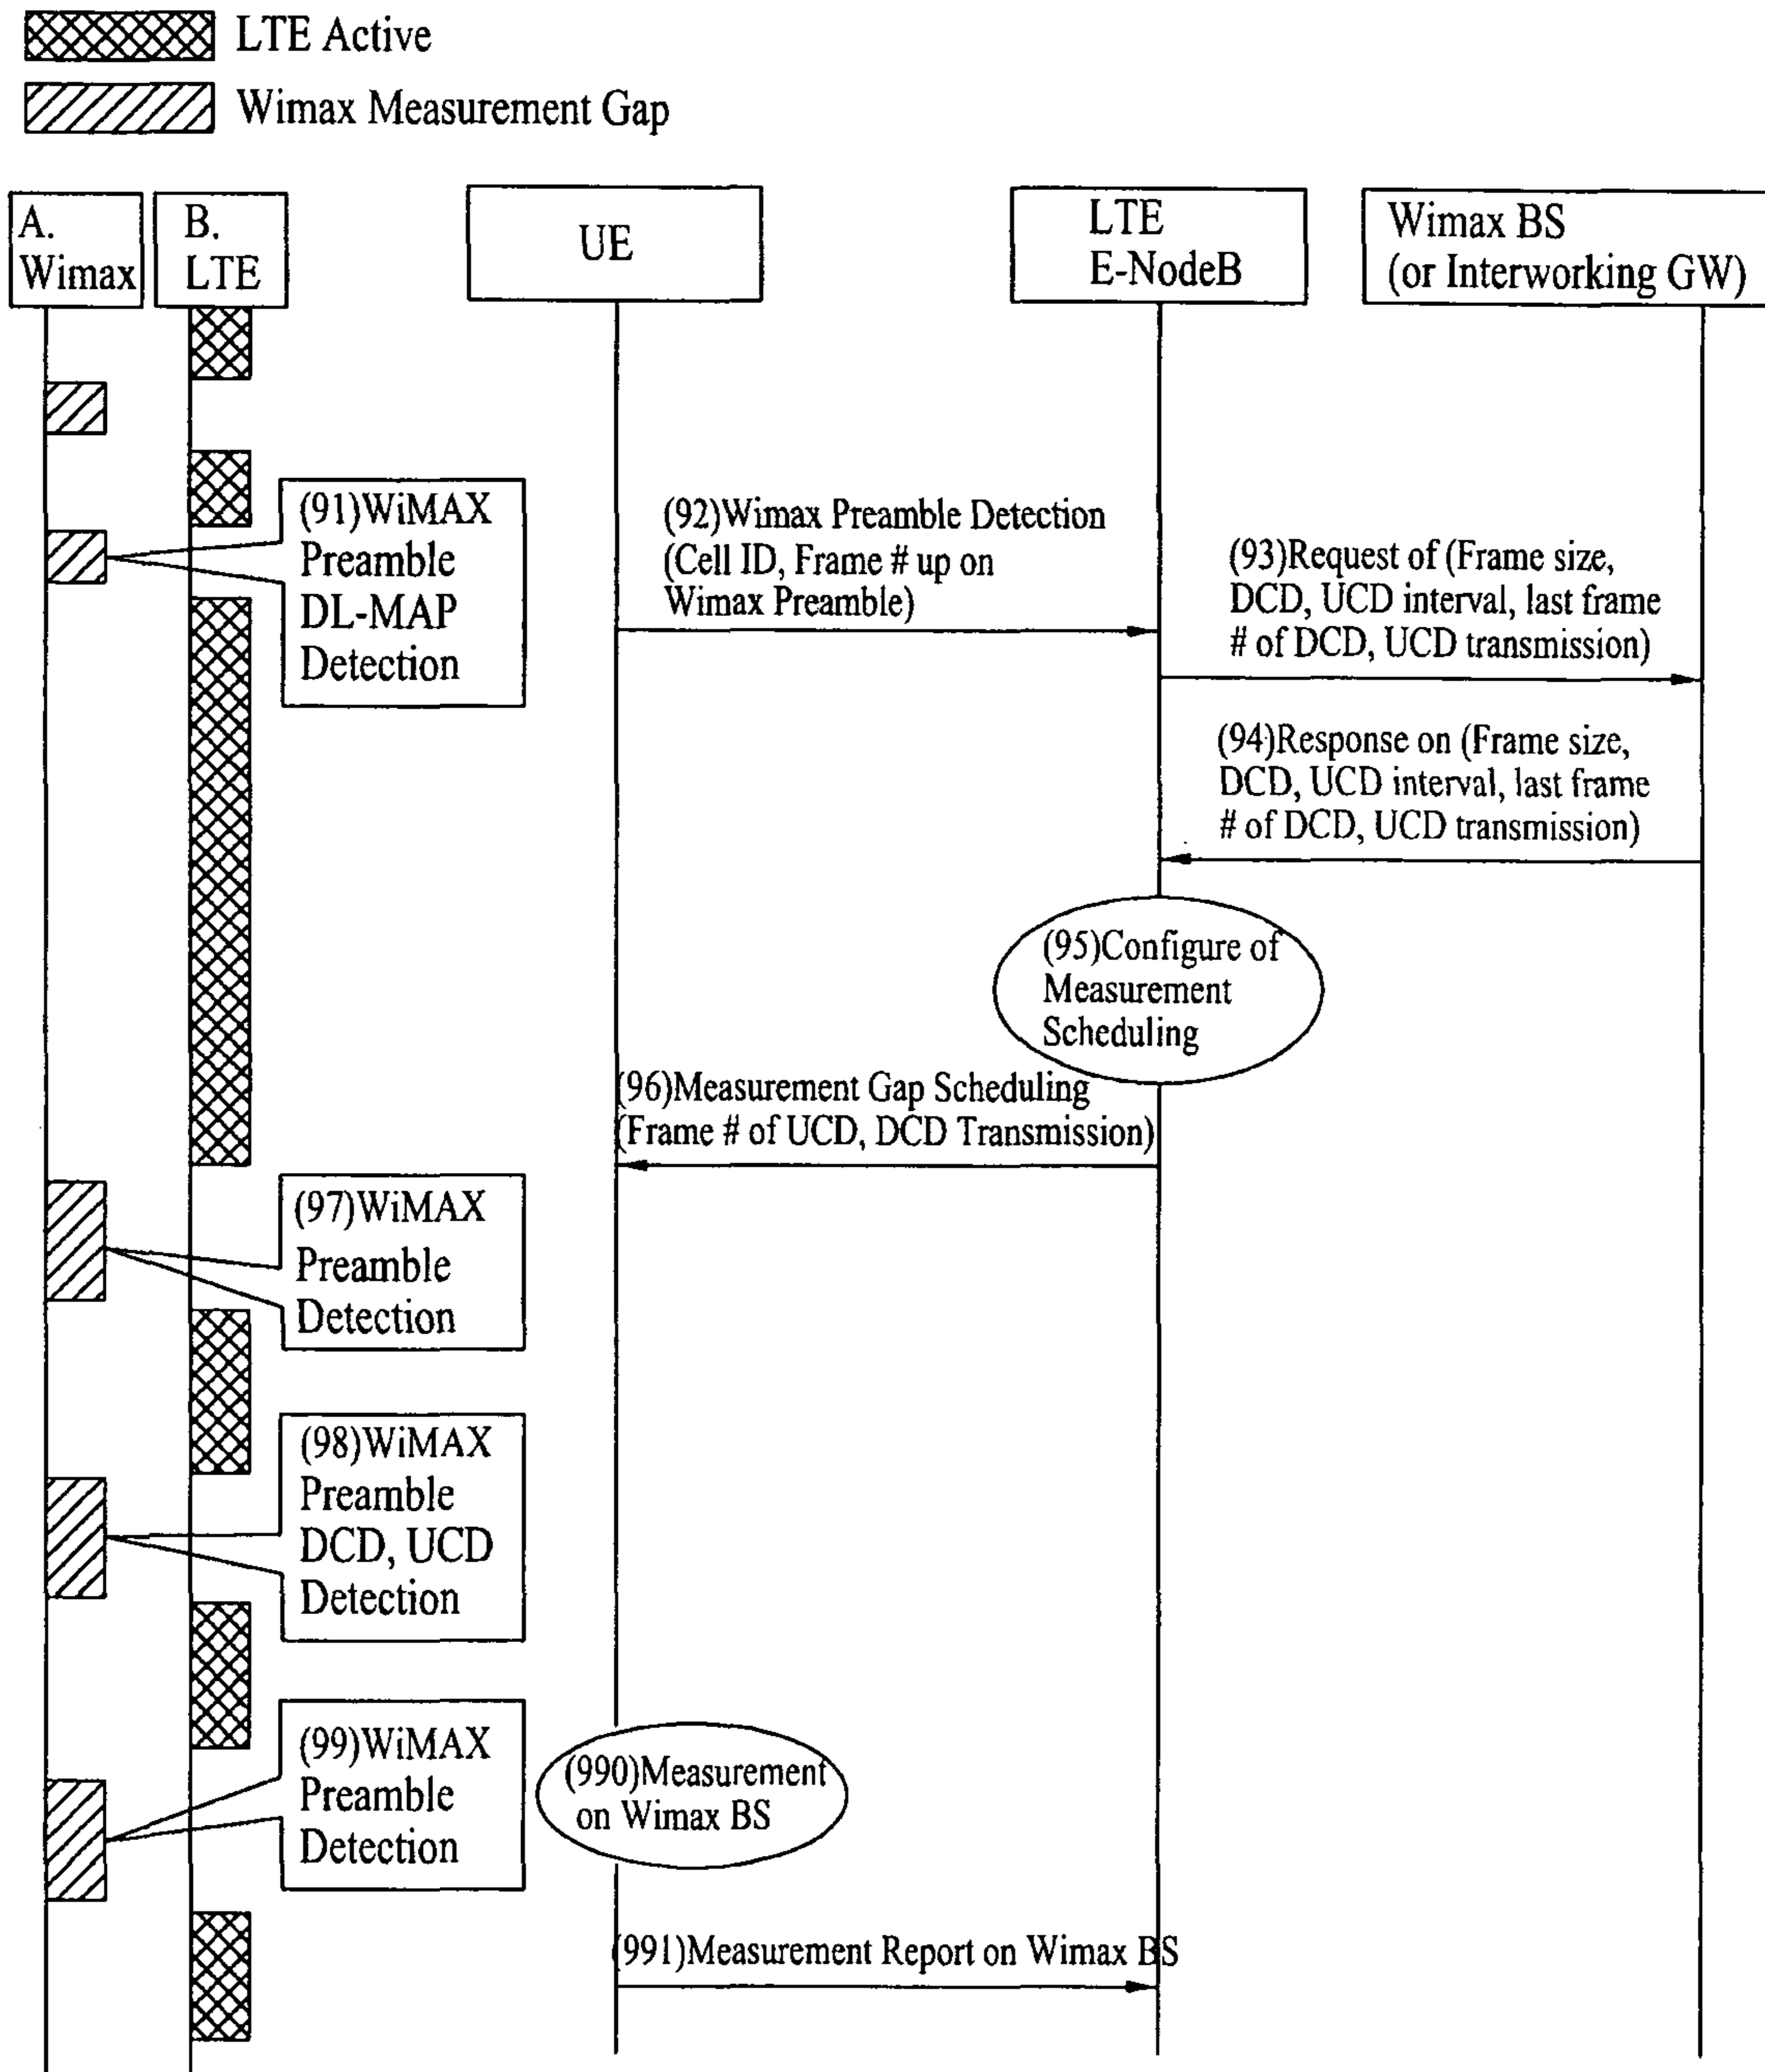 LTE Active
Wimax Measurement Gap
A.
Wimax
B.
LTE
UE
LTE
E-NodeB
Wimax BS
(or Interworking GW)
(91)WiMAX
Preamble
DL-MAP
Detection
(92)Wimax Preamble Detection
(Cell ID, Frame # up on
Wimax Preamble)
(93)Request of (Frame size,
DCD, UCD interval, last frame
# of DCD, UCD transmission)
(94)Response on (Frame size,
DCD, UCD interval, last frame
# of DCD, UCD transmission)
(95)Configure of
Measurement
Scheduling
(96)Measurement Gap Scheduling
(Frame # of UCD, DCD Transmission)
(97)WiMAX
Preamble
Detection
(98)WiMAX
Preamble
DCD, UCD
Detection
(99)WiMAX
Preamble
Detection
(990)Measurement
on Wimax BS
(991)Measurement Report on Wimax BS